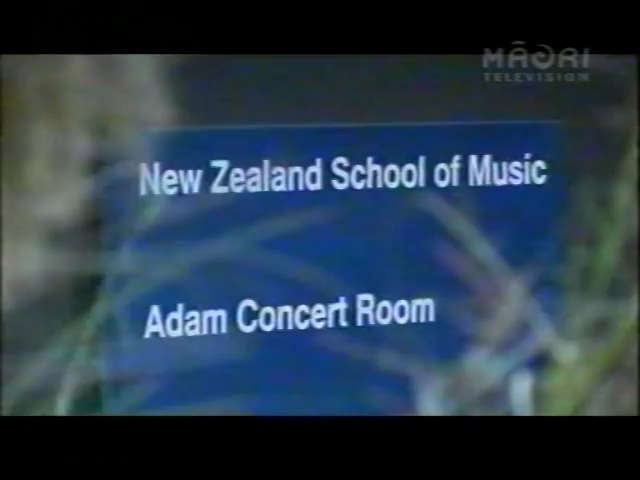 MĀORI
TELEVISION
New Zealand School of Music
Adam Concert Room